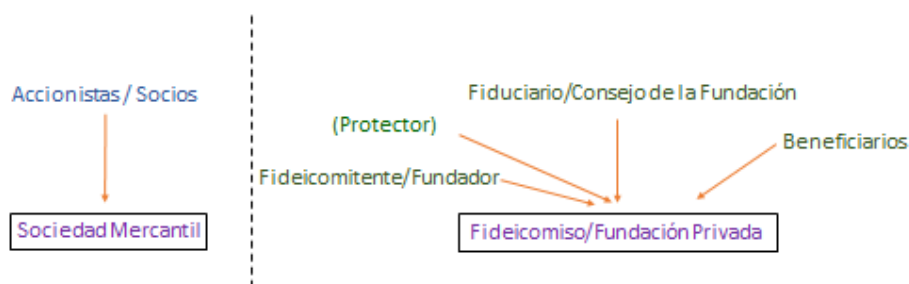 Accionistas / Socios
Sociedad Mercantil
Fiduciario/Consejo de la Fundación
(Protector)
Beneficiarios
Fideicomitente/Fundador
Fideicomiso/Fundación Privada